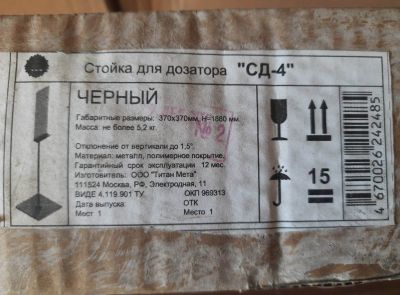 Стойка для дозатора "СД-4"
ЧЕРНЫЙ
Габаритные размеры: 370х370мм, Н=1880 мм
Масса: не более 5,2 кг.
№ 2
Отклонение от вертикали до 1,5°.
Материал: металл, полимерное покрытие,
Гарантийный срок эксплуатации 12 мес.
Изготовитель: ООО "Титан Мета"
111524 Москва, РФ, Электродная, 11
ВИДЕ 4.119.901 ТУ ОКП 969313
Дата выпуска: ОТК
Мест 1 Место 1
15
4 670026 242485